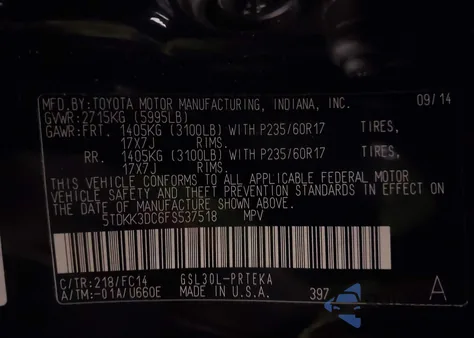 MFD.BY:TOYOTA MOTOR MANUFACTURING, INDIANA, INC. 09/14
GVWR:2715KG (5995LB)
GAWR:FRT. 1405KG (3100LB) WITH P235/60R17 TIRES,
17X7J RIMS.
RR. 1405KG (3100LB) WITH P235/60R17 TIRES,
17X7J RIMS.
THIS VEHICLE CONFORMS TO ALL APPLICABLE FEDERAL MOTOR
VEHICLE SAFETY AND THEFT PREVENTION STANDARDS IN EFFECT ON
THE DATE OF MANUFACTURE SHOWN ABOVE.
5TDKK3DC6FS537518 MPV
C/TR:218/FC14 GSL30L-PRTEKA
A/TM:-01A/U660E MADE IN U.S.A. 397 A